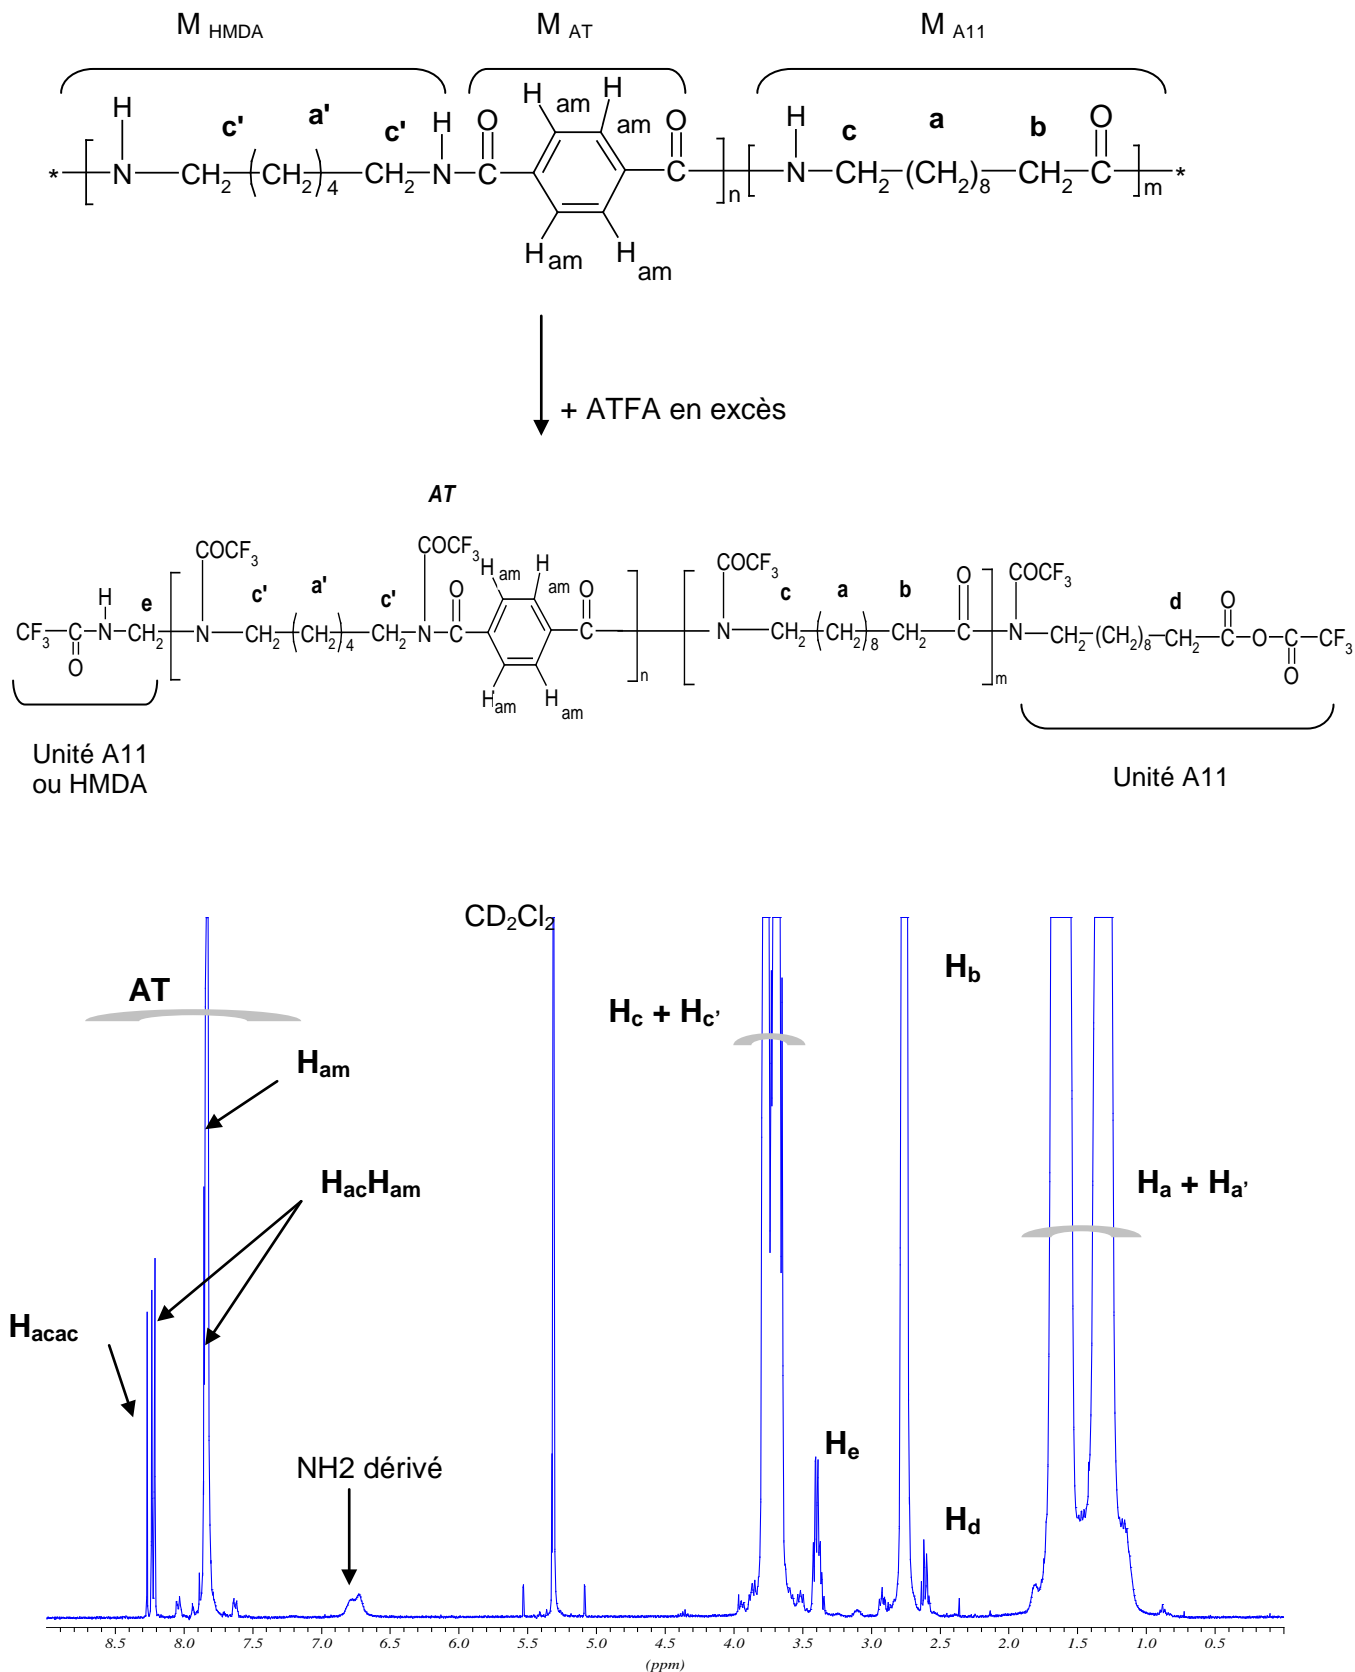 M HMDA M AT M A11
H H O H am H am O H O
c' a' c' c a b
* N CH2 (CH2)4 CH2 N C C n N CH2 (CH2)8 CH2 C m *
H am H am
+ ATFA en excès
AT
COCF3 COCF3 COCF3 COCF3
H e c' a' c' O H am H am O c a b O d O
CF3 N CH2 N CH2 (CH2)4 CH2 N C C n N CH2 (CH2)8 CH2 C m N CH2 (CH2)8 CH2 C O C CF3
O H am H am O
Unité A11
ou HMDA
Unité A11
CD2Cl2
AT
Hb
Hc + Hc'
Ham
HacHam
Ha + Ha'
Hacac
He
NH2 dérivé
Hd
8.5 8.0 7.5 7.0 6.5 6.0 5.5 5.0 4.5 4.0 3.5 3.0 2.5 2.0 1.5 1.0 0.5
(ppm)